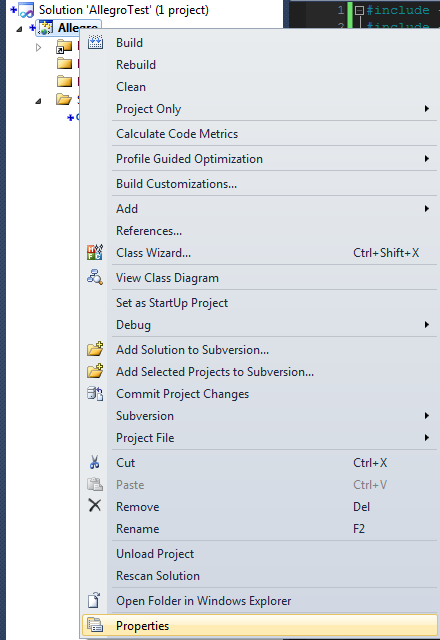 Solution 'AllegroTest' (1 project)
1 #include
Allegro
2 #include
Build
Rebuild
Clean
Project Only
Calculate Code Metrics
Profile Guided Optimization
Build Customizations...
Add
References...
Class Wizard... Ctrl+Shift+X
View Class Diagram
Set as StartUp Project
Debug
Add Solution to Subversion...
Add Selected Projects to Subversion...
Commit Project Changes
Subversion
Project File
Cut Ctrl+X
Paste Ctrl+V
Remove Del
Rename F2
Unload Project
Rescan Solution
Open Folder in Windows Explorer
Properties